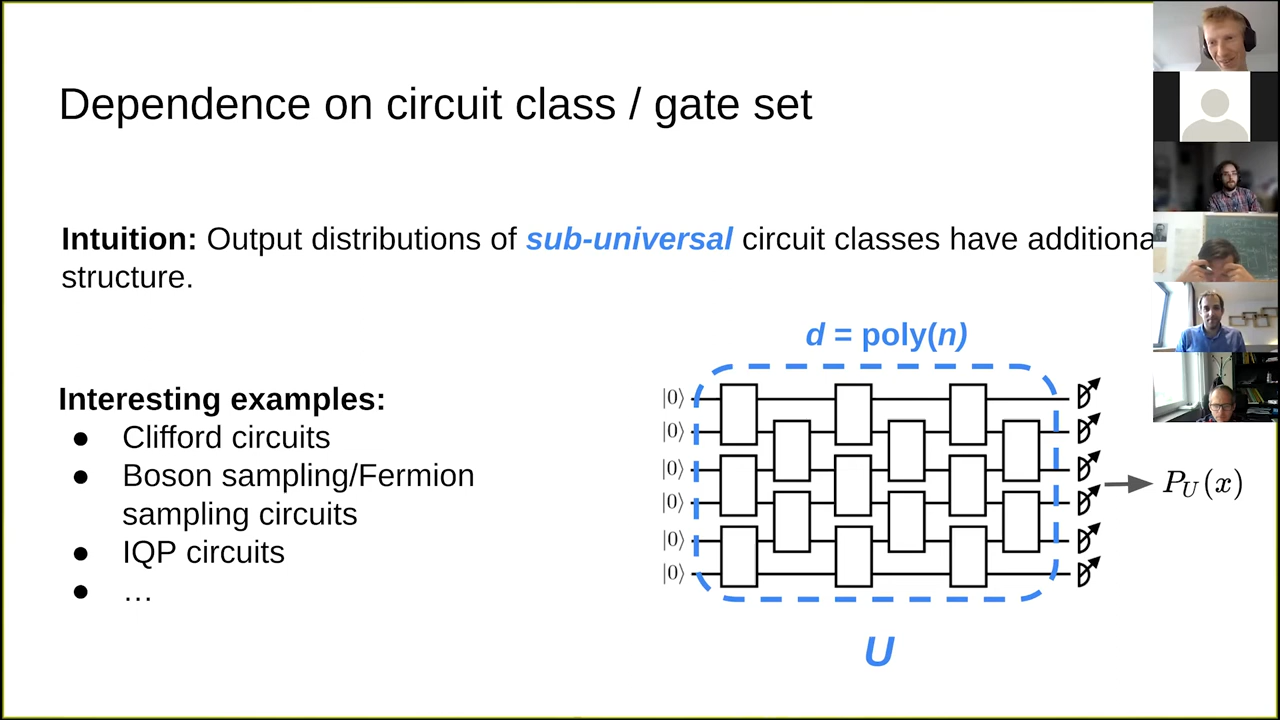 Dependence on circuit class / gate set
Intuition: Output distributions of sub-universal circuit classes have additiona
structure.
d = poly(n)
Interesting examples:
● Clifford circuits
● Boson sampling/Fermion
sampling circuits
● IQP circuits
● …
|0⟩
|0⟩
|0⟩
|0⟩
|0⟩
|0⟩
P_U(x)
U